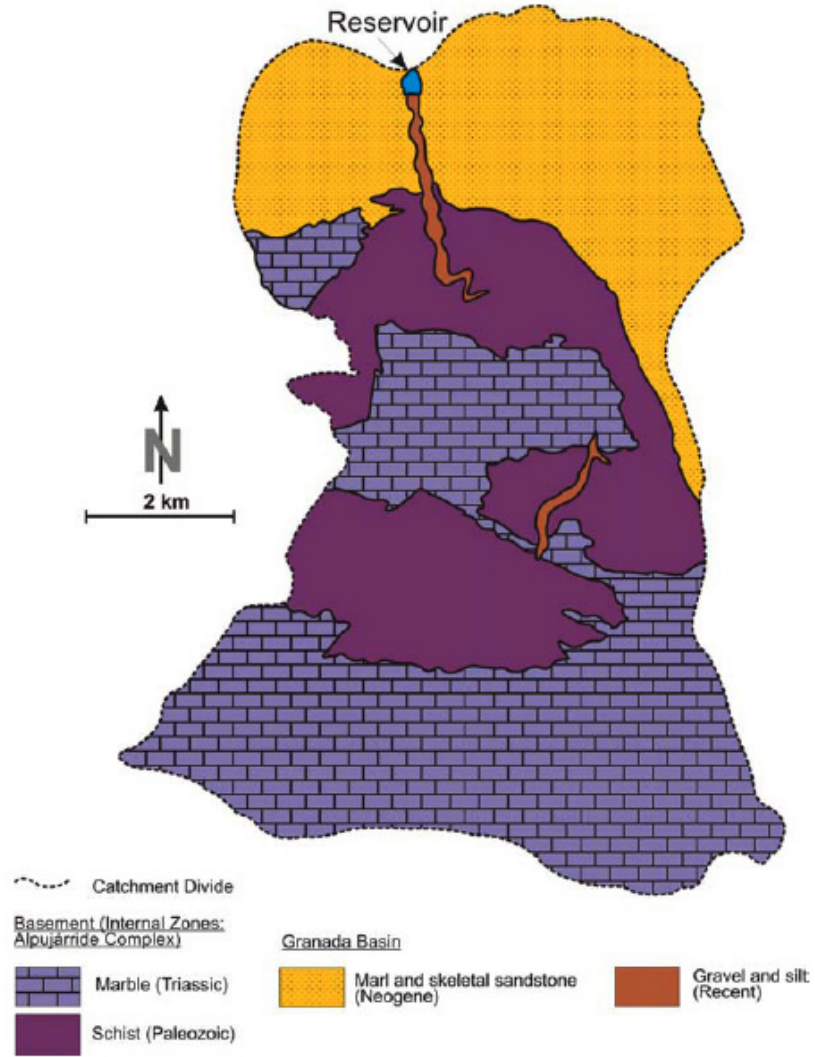 Reservoir
N
2 km
Catchment Divide
Basement (Internal Zones:
Alpujárride Complex)
Marble (Triassic)
Schist (Paleozoic)
Granada Basin
Marl and skeletal sandstone
(Neogene)
Gravel and silt
(Recent)